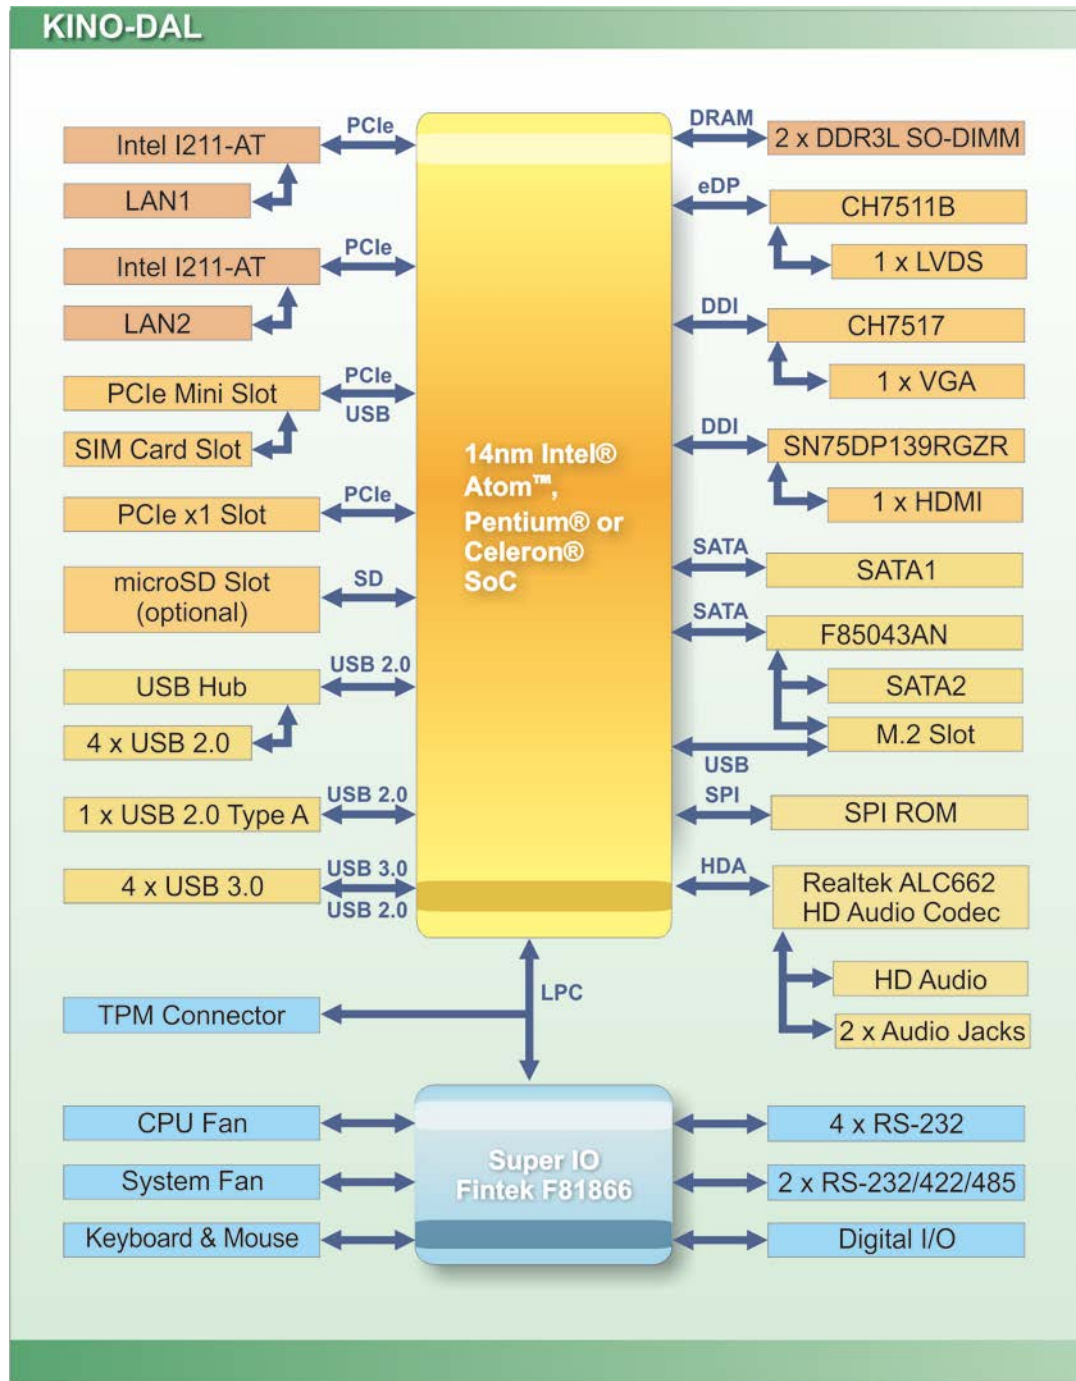 KINO-DAL
Intel I211-AT
PCIe
LAN1
Intel I211-AT
PCIe
LAN2
PCIe Mini Slot
PCIe
USB
SIM Card Slot
PCIe x1 Slot
PCIe
microSD Slot
(optional)
SD
USB Hub
USB 2.0
4 x USB 2.0
1 x USB 2.0 Type A
USB 2.0
4 x USB 3.0
USB 3.0
USB 2.0
14nm Intel®
Atom™,
Pentium® or
Celeron®
SoC
DRAM
2 x DDR3L SO-DIMM
eDP
CH7511B
1 x LVDS
DDI
CH7517
1 x VGA
DDI
SN75DP139RGZR
1 x HDMI
SATA
SATA1
SATA
F85043AN
SATA2
M.2 Slot
USB
SPI
SPI ROM
HDA
Realtek ALC662
HD Audio Codec
HD Audio
2 x Audio Jacks
LPC
TPM Connector
CPU Fan
System Fan
Keyboard & Mouse
Super IO
Fintek F81866
4 x RS-232
2 x RS-232/422/485
Digital I/O